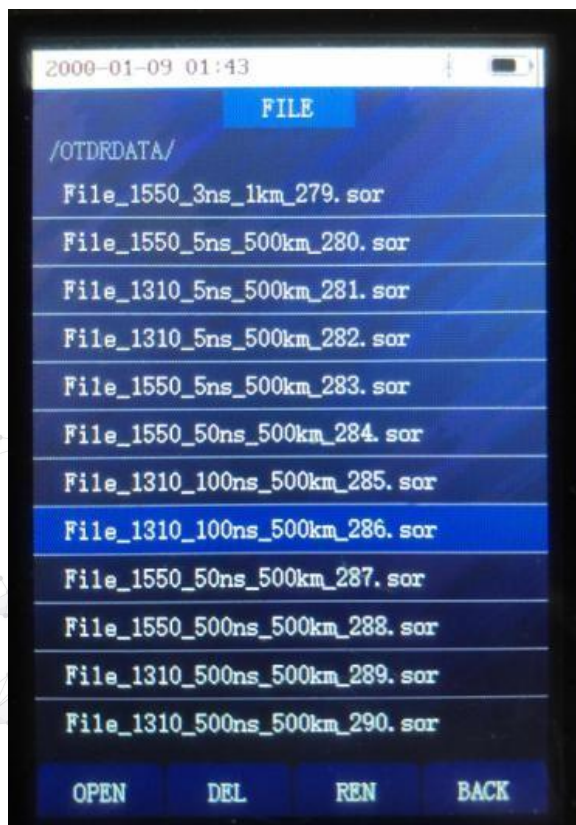 2000-01-09 01:43
FILE
/OTDRDATA/
File_1550_3ns_1km_279.sor
File_1550_5ns_500km_280.sor
File_1310_5ns_500km_281.sor
File_1310_5ns_500km_282.sor
File_1550_5ns_500km_283.sor
File_1550_50ns_500km_284.sor
File_1310_100ns_500km_285.sor
File_1310_100ns_500km_286.sor
File_1550_50ns_500km_287.sor
File_1550_500ns_500km_288.sor
File_1310_500ns_500km_289.sor
File_1310_500ns_500km_290.sor
OPEN DEL REN BACK